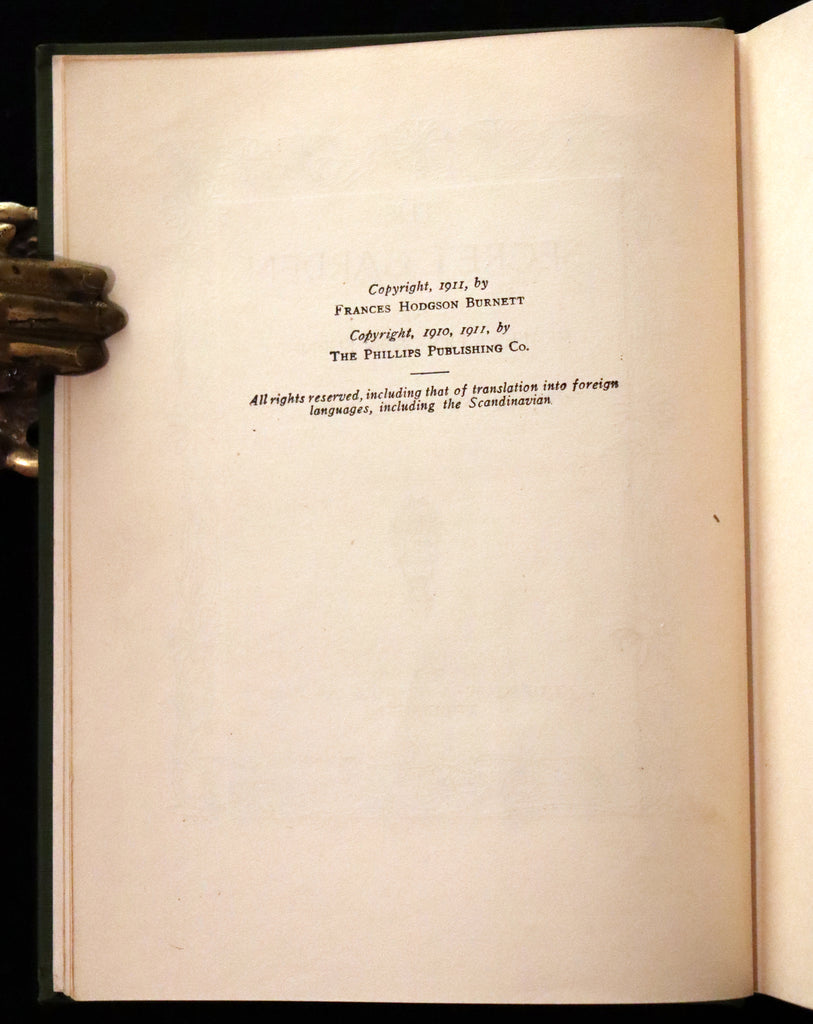 Copyright, 1911, by
FRANCES HODGSON BURNETT
Copyright, 1910, 1911, by
THE PHILLIPS PUBLISHING CO.
All rights reserved, including that of translation into foreign
languages, including the Scandinavian